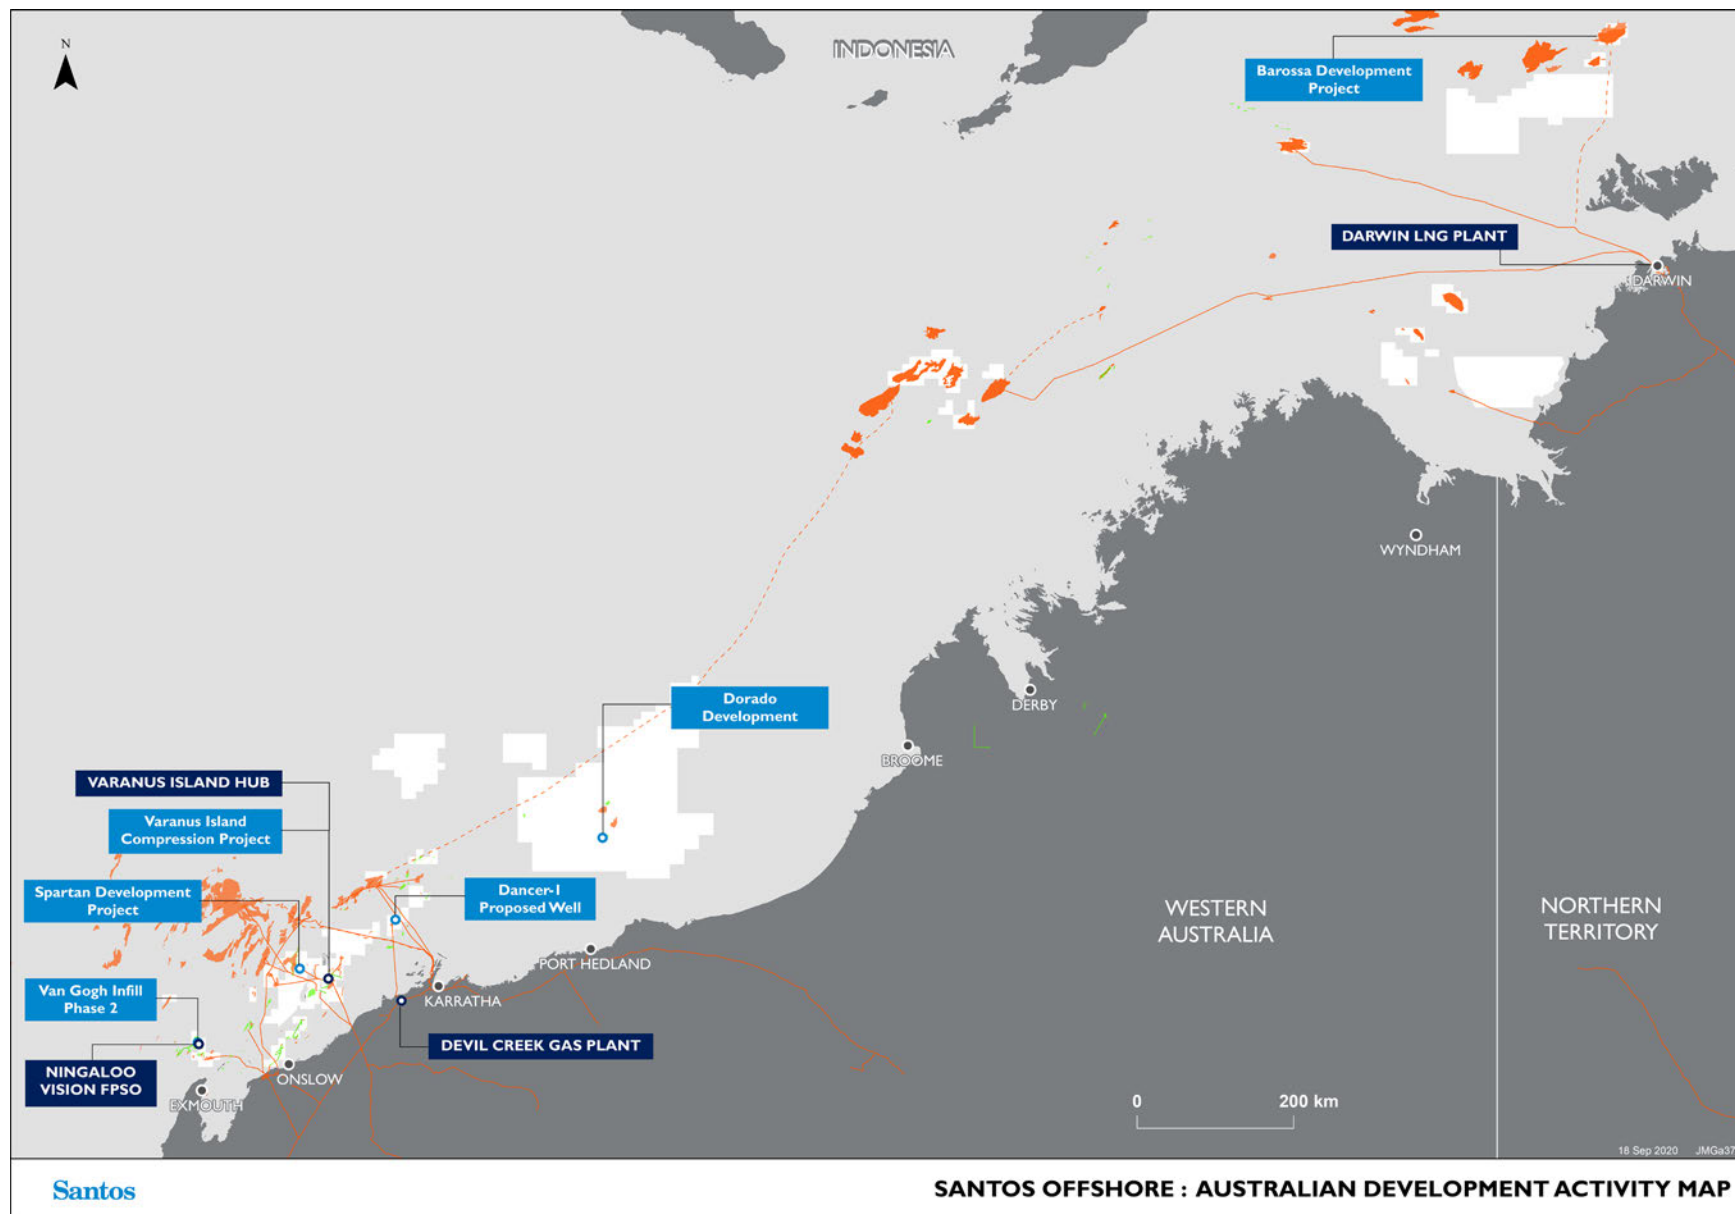 N
INDONESIA
Barossa Development
Project
DARWIN LNG PLANT
DARWIN
WYNDHAM
DERBY
BROOME
Dorado
Development
VARANUS ISLAND HUB
Varanus Island
Compression Project
Spartan Development
Project
Dancer-1
Proposed Well
WESTERN
AUSTRALIA
NORTHERN
TERRITORY
PORT HEDLAND
KARRATHA
Van Gogh Infill
Phase 2
DEVIL CREEK GAS PLANT
NINGALOO
VISION FPSO
ONSLOW
EXMOUTH
0 200 km
18 Sep 2020 JMGa37
Santos
SANTOS OFFSHORE : AUSTRALIAN DEVELOPMENT ACTIVITY MAP